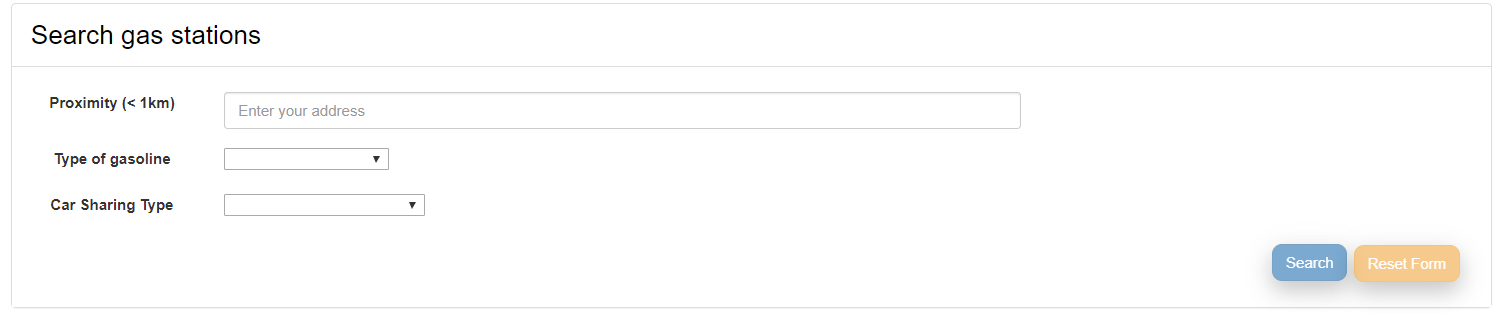 Search gas stations
Proximity (< 1km)
Enter your address
Type of gasoline
Car Sharing Type
Search
Reset Form